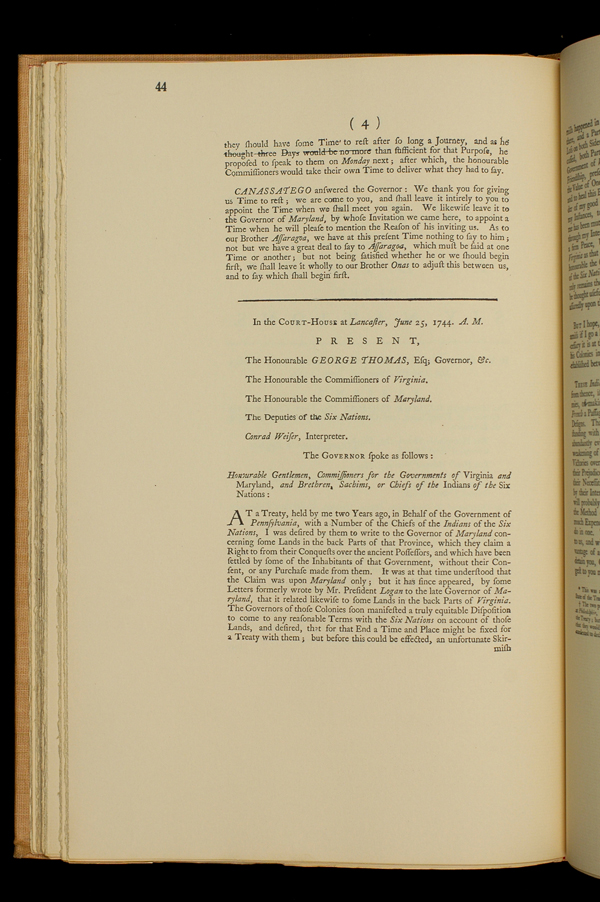 44
( 4 )
they ſhould have ſome Time to reſt after ſo long a Journey, and as he
thought three Days would be no more than ſufficient for that Purpoſe, he
propoſed to ſpeak to them on Monday next ; after which, the honourable
Commiſſioners would take their own Time to deliver what they had to ſay.
CANASSATEGO anſwered the Governor : We thank you for giving
us Time to reſt ; we are come to you, and ſhall leave it intirely to you to
appoint the Time when we ſhall meet you again. We likewiſe leave it to
the Governor of Maryland, by whoſe Invitation we came here, to appoint a
Time when he will pleaſe to mention the Reaſon of his inviting us. As to
our Brother Aſſaragoa, we have at this preſent Time nothing to ſay to him ;
not but we have a great deal to ſay to Aſſaragoa, which muſt be ſaid at one
Time or another ; but not being ſatisfied whether he or we ſhould begin
firſt, we ſhall leave it wholly to our Brother Onas to adjuſt this between us,
and to ſay which ſhall begin firſt.
In the COURT-HOUSE at Lancaſter, June 25, 1744. A. M.
P R E S E N T,
The Honourable GEORGE THOMAS, Eſq; Governor, &c.
The Honourable the Commiſſioners of Virginia.
The Honourable the Commiſſioners of Maryland.
The Deputies of the Six Nations.
Conrad Weiſer, Interpreter.
The GOVERNOR ſpoke as follows :
Honourable Gentlemen, Commiſſioners for the Governments of Virginia and
Maryland, and Brethren, Sachims, or Chiefs of the Indians of the Six
Nations :
AT a Treaty, held by me two Years ago, in Behalf of the Government of
Pennſylvania, with a Number of the Chiefs of the Indians of the Six
Nations, I was deſired by them to write to the Governor of Maryland con-
cerning ſome Lands in the back Parts of that Province, which they claim a
Right to from their Conqueſts over the ancient Poſſeſſors, and which have been
ſettled by ſome of the Inhabitants of that Government, without their Con-
ſent, or any Purchaſe made from them. It was at that time underſtood that
the Claim was upon Maryland only ; but it has ſince appeared, by ſome
Letters formerly wrote by Mr. Preſident Logan to the late Governor of Ma-
ryland, that it related likewiſe to ſome Lands in the back Parts of Virginia.
The Governors of thoſe Colonies ſoon manifeſted a truly equitable Diſpoſition
to come to any reaſonable Terms with the Six Nations on account of thoſe
Lands, and deſired, that for that End a Time and Place might be fixed for
a Treaty with them ; but before this could be effected, an unfortunate Skir-
miſh